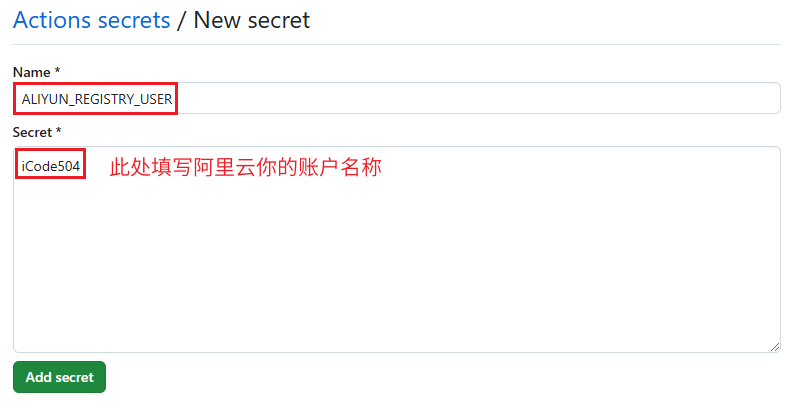 Actions secrets / New secret
Name *
ALIYUN_REGISTRY_USER
Secret *
iCode504 此处填写阿里云你的账户名称
Add secret